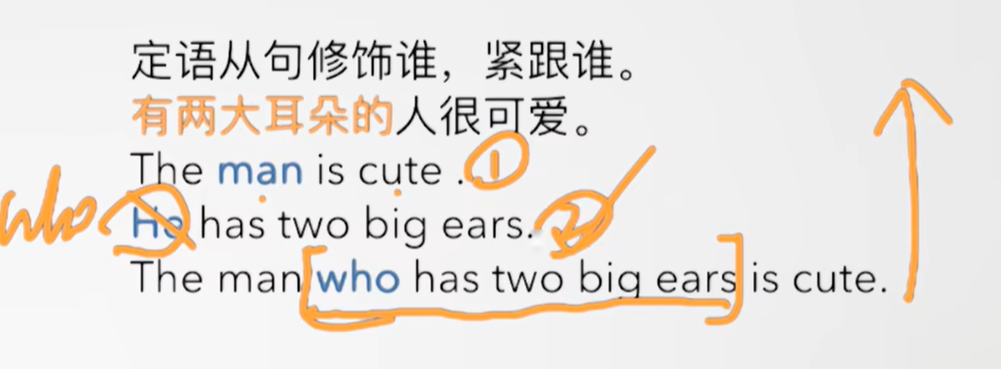 定语从句修饰谁，紧跟谁。
有两大耳朵的人很可爱。
The man is cute . ①
who He has two big ears. ②
The man who has two big ears is cute.